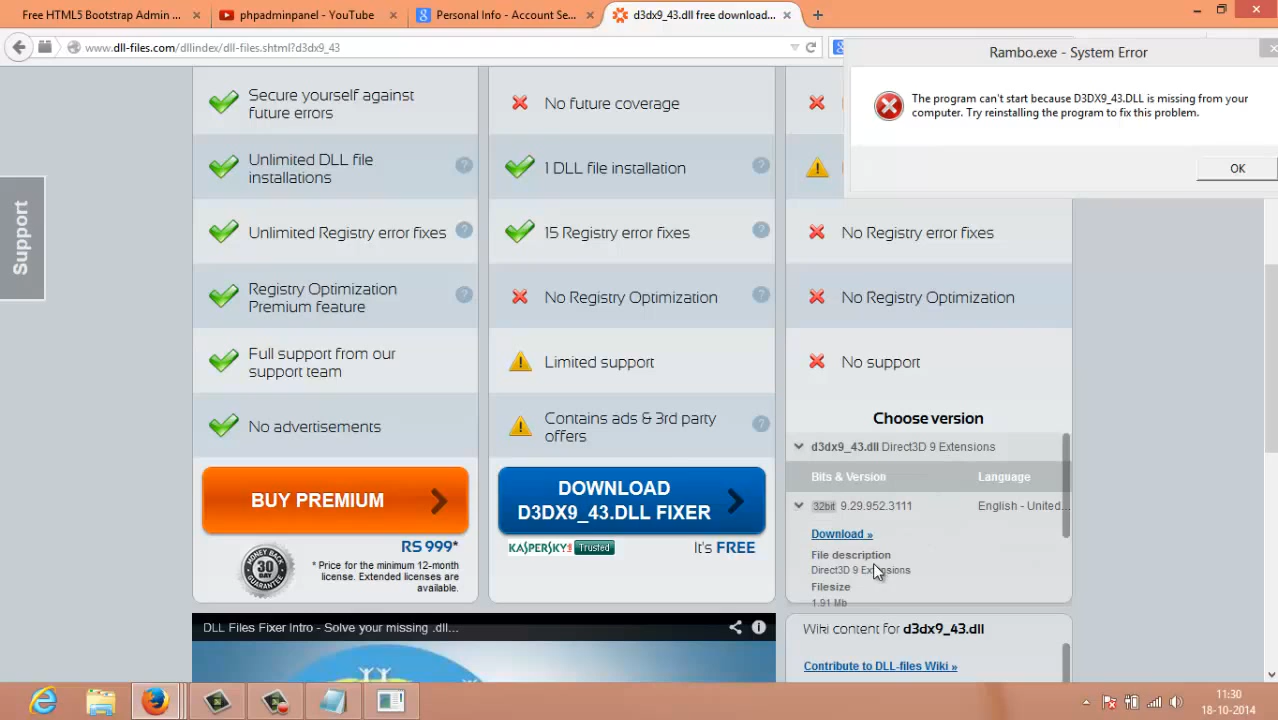 Free HTML5 Bootstrap Admin ...
phpadminpanel - YouTube
Personal Info - Account Se...
d3dx9_43.dll free download...
www.dll-files.com/dllindex/dll-files.shtml?d3dx9_43
Rambo.exe - System Error
The program can't start because D3DX9_43.DLL is missing from your
computer. Try reinstalling the program to fix this problem.
OK
Support
Secure yourself against
future errors
Unlimited DLL file
installations
Unlimited Registry error fixes
Registry Optimization
Premium feature
Full support from our
support team
No advertisements
BUY PREMIUM
RS 999*
30
DAY
* Price for the minimum 12-month
license. Extended licenses are
available.
No future coverage
1 DLL file installation
15 Registry error fixes
No Registry Optimization
Limited support
Contains ads & 3rd party
offers
DOWNLOAD
D3DX9_43.DLL FIXER
KASPERSKY Trusted
It's FREE
No Registry error fixes
No Registry Optimization
No support
Choose version
d3dx9_43.dll Direct3D 9 Extensions
Bits & Version Language
32bit 9.29.952.3111 English - United...
Download »
File description
Direct3D 9 Extensions
Filesize
1.91 Mb
DLL Files Fixer Intro - Solve your missing .dll...
Wiki content for d3dx9_43.dll
Contribute to DLL-files Wiki »
11:30
18-10-2014